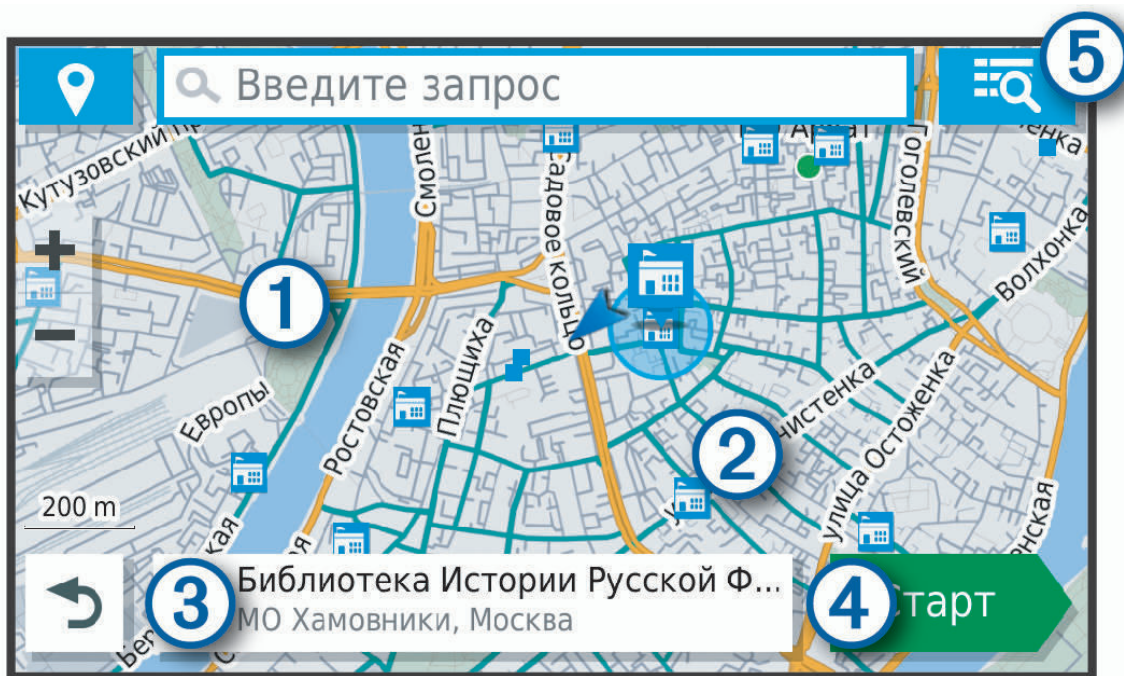 5
Введите запрос
Кутузовский
Смолен
Садовое кольцо
Арбат
Гоголевский
Волхонка
+
1
−
Плющиха
Ростовская
Европы
2
чистенка
улица Остоженка
200 m
3
Библиотека Истории Русской Ф...
МО Хамовники, Москва
4
Старт